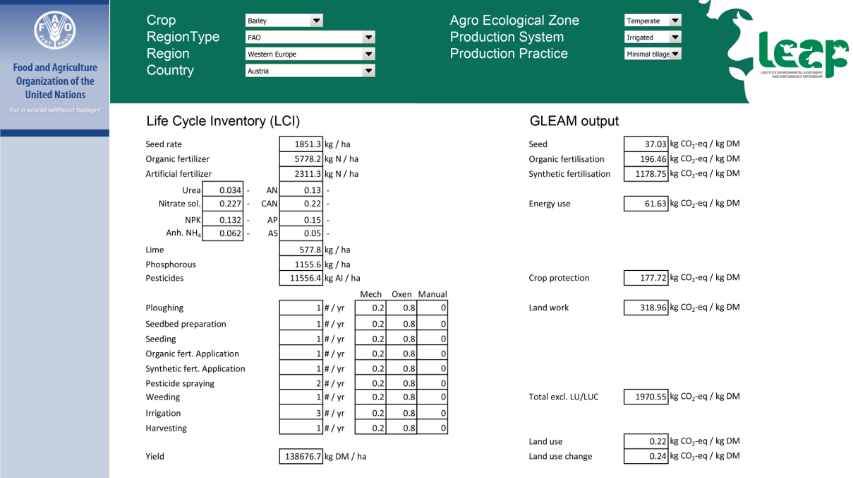 FAO
FIAT PANIS
Food and Agriculture
Organization of the
United Nations
for a world without hunger
Crop Barley
RegionType FAO
Region Western Europe
Country Austria
Agro Ecological Zone Temperate
Production System Irrigated
Production Practice Minimal tillage
leap
LIVESTOCK ENVIRONMENTAL ASSESSMENT
AND PERFORMANCE PARTNERSHIP
Life Cycle Inventory (LCI)
Seed rate 1851.3 kg / ha
Organic fertilizer 5778.2 kg N / ha
Artificial fertilizer 2311.3 kg N / ha
Urea 0.034 - AN 0.13 -
Nitrate sol. 0.227 - CAN 0.22 -
NPK 0.132 - AP 0.15 -
Anh. NH4 0.062 - AS 0.05 -
Lime 577.8 kg / ha
Phosphorous 1155.6 kg / ha
Pesticides 11556.4 kg AI / ha
Mech Oxen Manual
Ploughing 1 # / yr 0.2 0.8 0
Seedbed preparation 1 # / yr 0.2 0.8 0
Seeding 1 # / yr 0.2 0.8 0
Organic fert. Application 1 # / yr 0.2 0.8 0
Synthetic fert. Application 1 # / yr 0.2 0.8 0
Pesticide spraying 2 # / yr 0.2 0.8 0
Weeding 1 # / yr 0.2 0.8 0
Irrigation 3 # / yr 0.2 0.8 0
Harvesting 1 # / yr 0.2 0.8 0
Yield 138676.7 kg DM / ha
GLEAM output
Seed 37.03 kg CO2-eq / kg DM
Organic fertilisation 196.46 kg CO2-eq / kg DM
Synthetic fertilisation 1178.75 kg CO2-eq / kg DM
Energy use 61.63 kg CO2-eq / kg DM
Crop protection 177.72 kg CO2-eq / kg DM
Land work 318.96 kg CO2-eq / kg DM
Total excl. LU/LUC 1970.55 kg CO2-eq / kg DM
Land use 0.22 kg CO2-eq / kg DM
Land use change 0.24 kg CO2-eq / kg DM